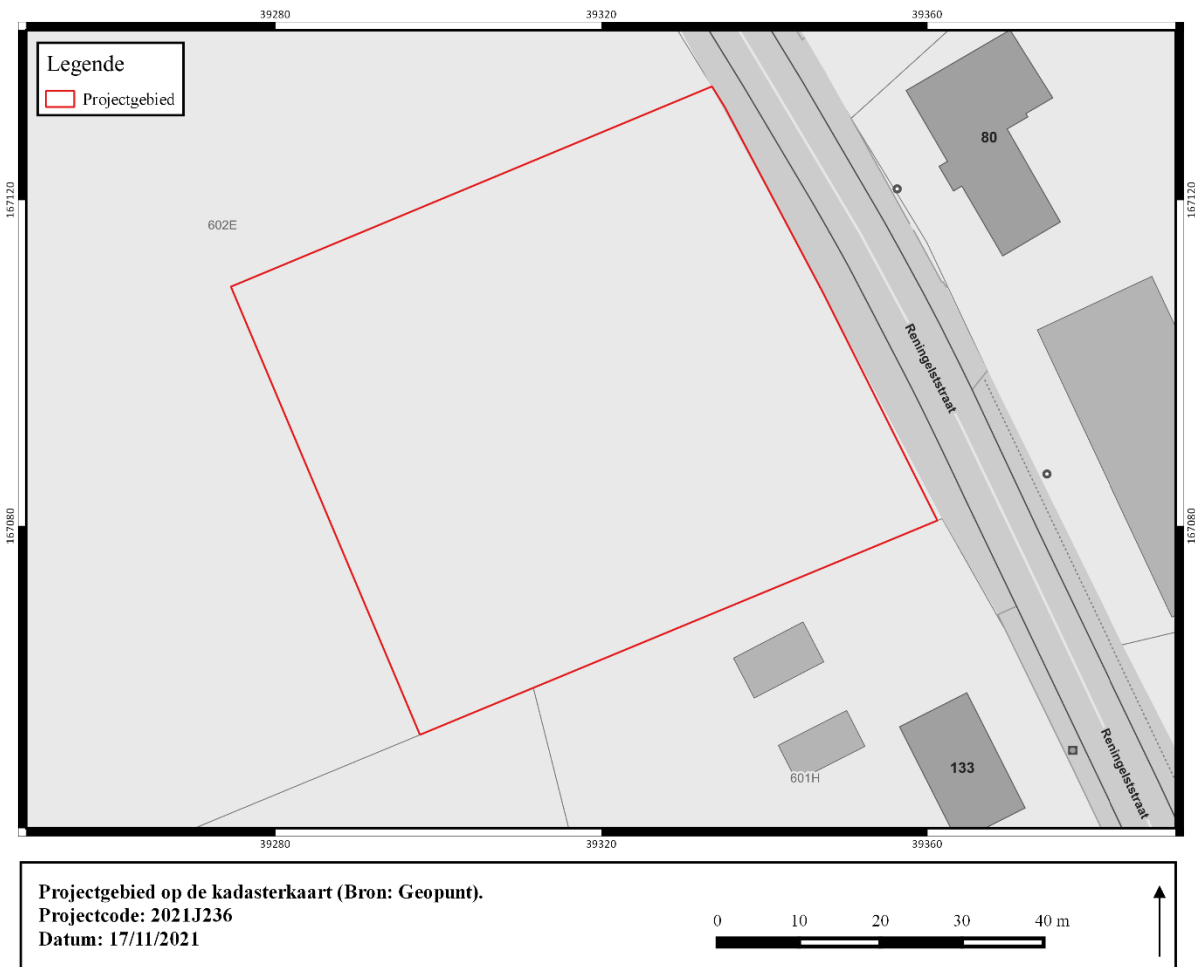 39280 39320 39360
Legende
Projectgebied
80
167120 167120
602E
Reningelststraat
167080 167080
Reningelststraat
133
601H
39280 39320 39360
Projectgebied op de kadasterkaart (Bron: Geopunt).
Projectcode: 2021J236
Datum: 17/11/2021
0 10 20 30 40 m